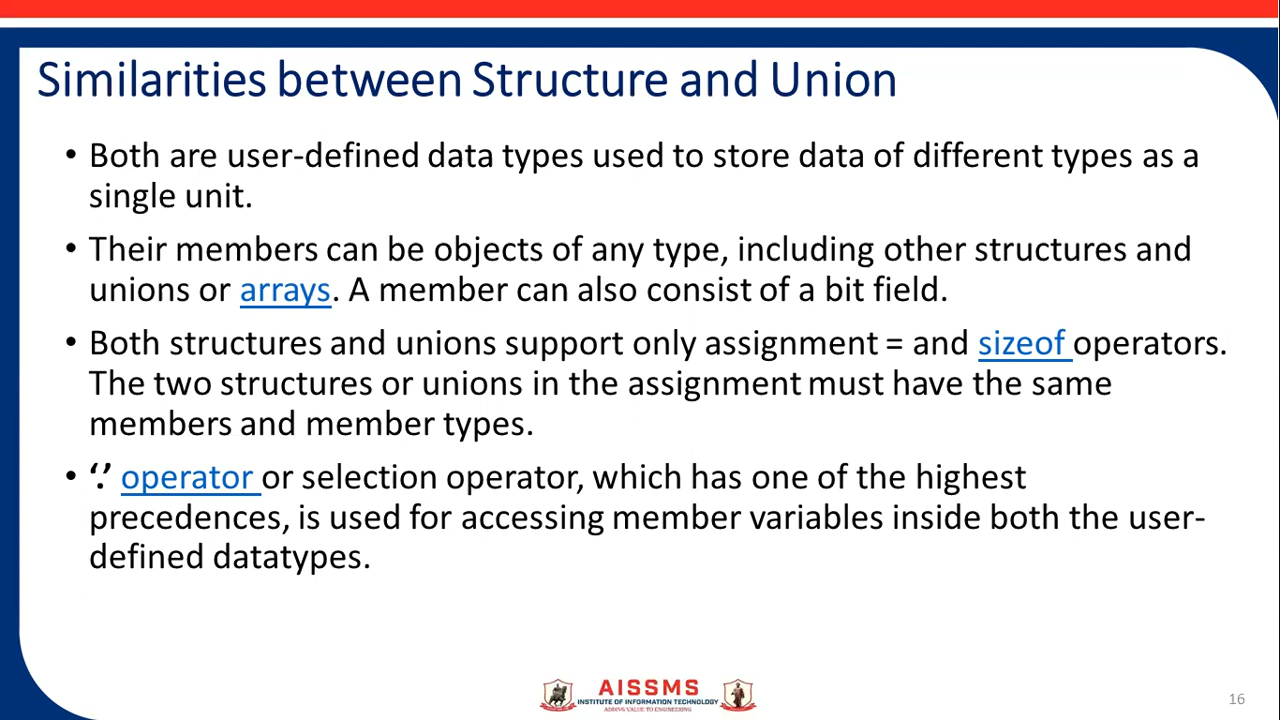 Similarities between Structure and Union
• Both are user-defined data types used to store data of different types as a
single unit.
• Their members can be objects of any type, including other structures and
unions or arrays. A member can also consist of a bit field.
• Both structures and unions support only assignment = and sizeof operators.
The two structures or unions in the assignment must have the same
members and member types.
• ‘.’ operator or selection operator, which has one of the highest
precedences, is used for accessing member variables inside both the user-
defined datatypes.
AISSMS
INSTITUTE OF INFORMATION TECHNOLOGY
ADDING VALUE TO ENGINEERING
16